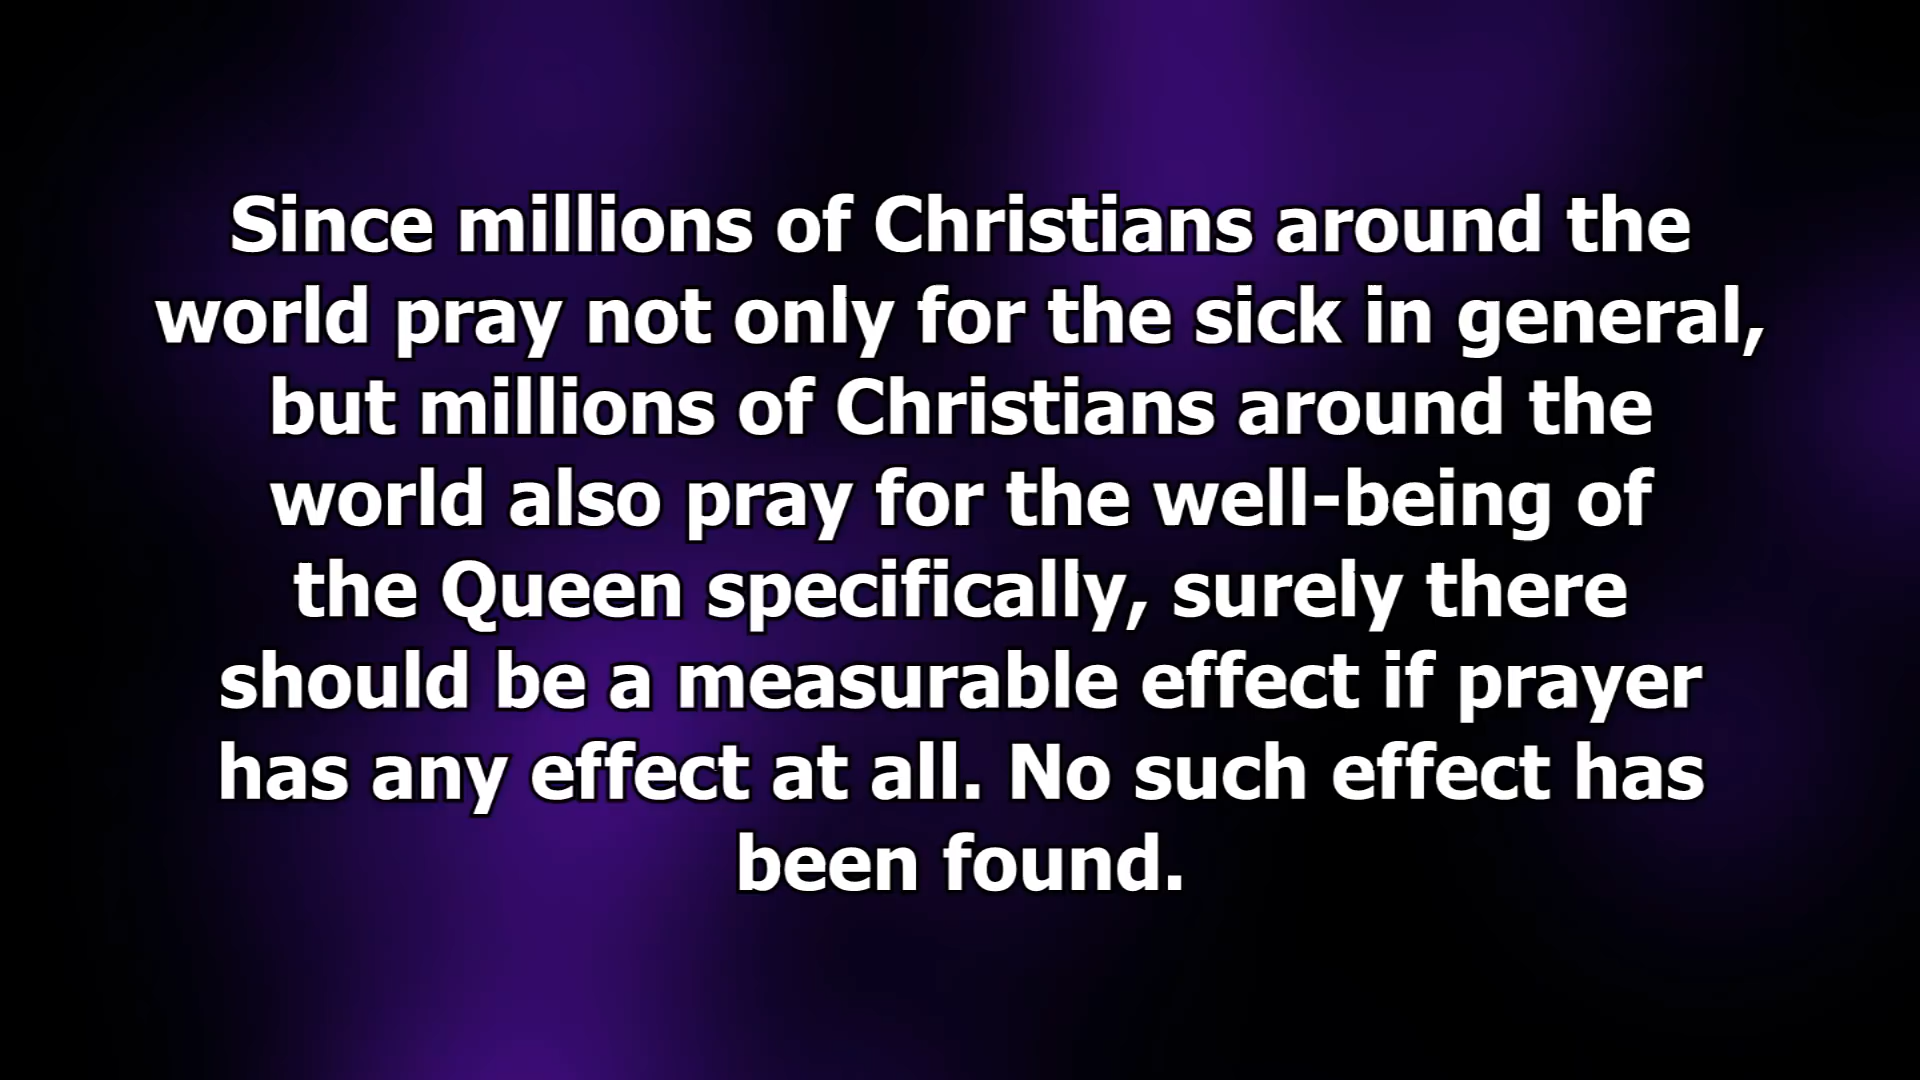 Since millions of Christians around the
world pray not only for the sick in general,
but millions of Christians around the
world also pray for the well-being of
the Queen specifically, surely there
should be a measurable effect if prayer
has any effect at all. No such effect has
been found.